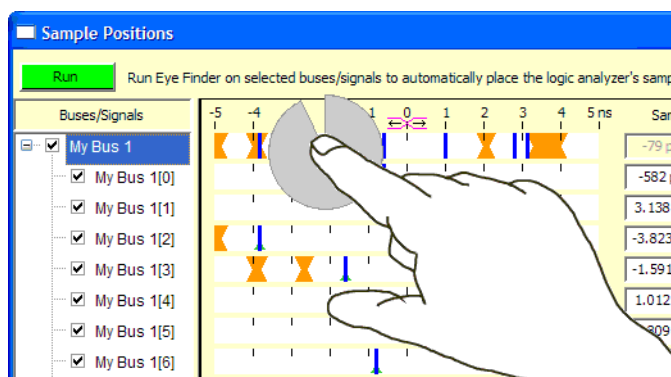 Sample Positions
Run Run Eye Finder on selected buses/signals to automatically place the logic analyzer's
Buses/Signals -5 -4 1 0 1 2 3 4 5 ns
My Bus 1 -79
My Bus 1[0] -582
My Bus 1[1] 3.138
My Bus 1[2] -3.823
My Bus 1[3] -1.591
My Bus 1[4] 1.012
My Bus 1[5]
My Bus 1[6]